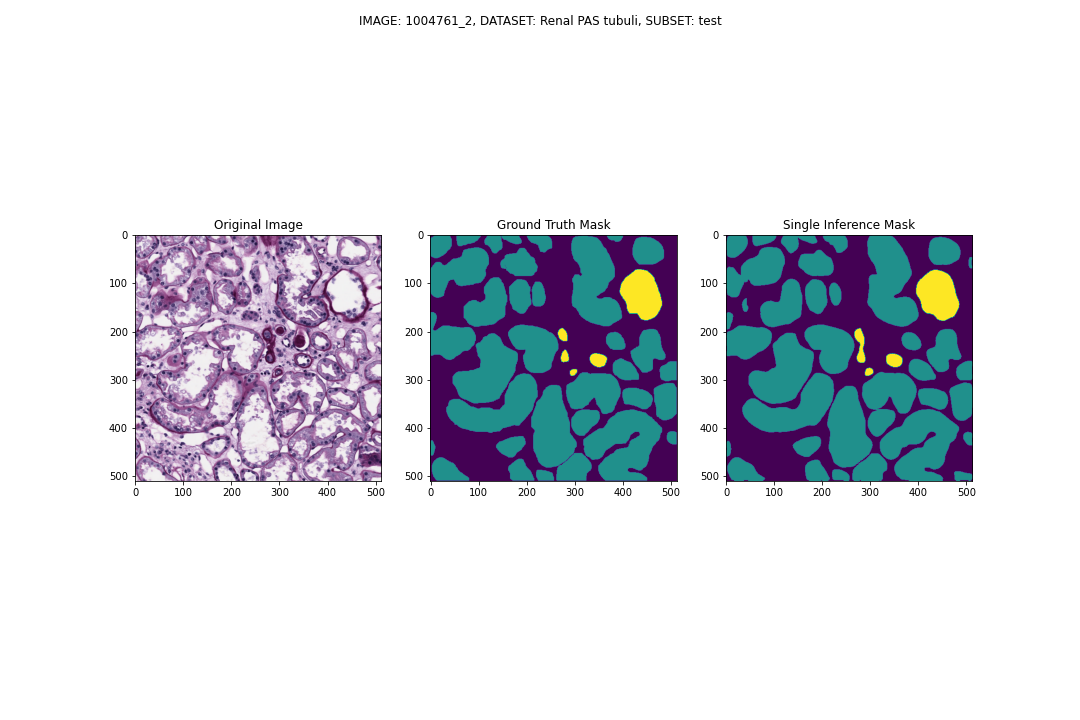 IMAGE: 1004761_2, DATASET: Renal PAS tubuli, SUBSET: test
Original Image
Ground Truth Mask
Single Inference Mask
0
100
200
300
400
500
0 100 200 300 400 500
0
100
200
300
400
500
0 100 200 300 400 500
0
100
200
300
400
500
0 100 200 300 400 500